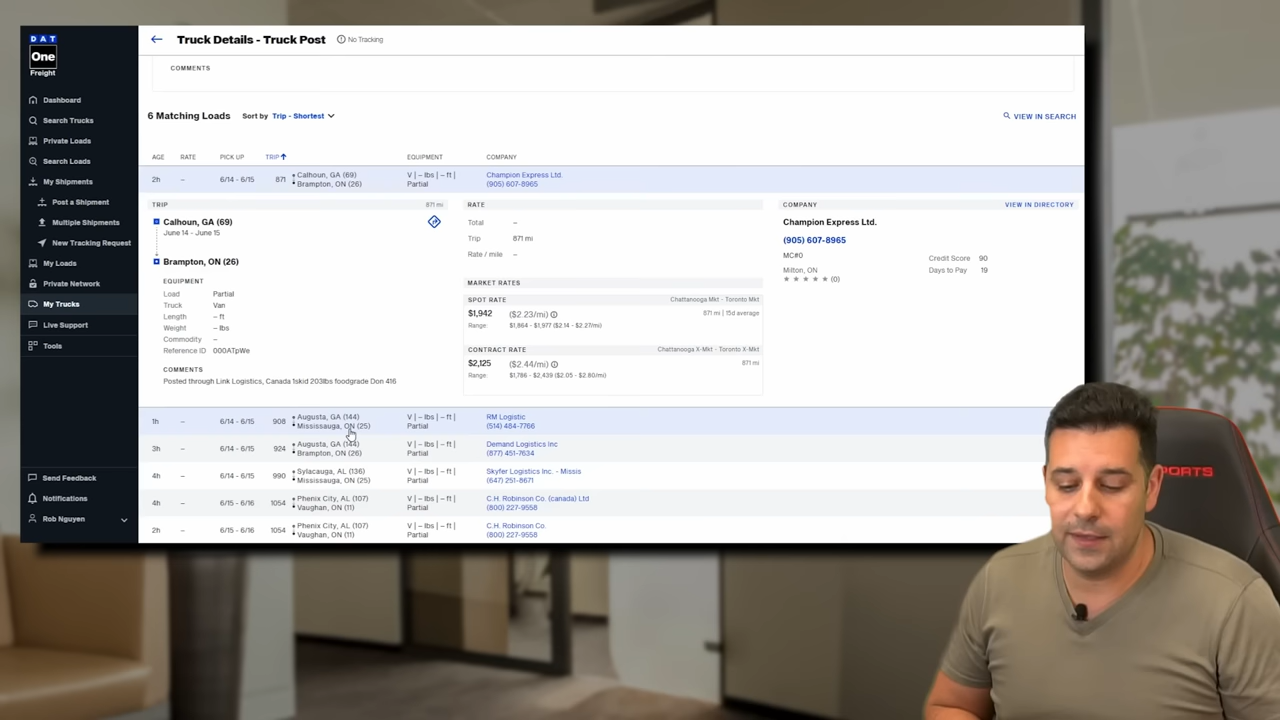 DAT
One
Freight
Dashboard
Search Trucks
Private Loads
Search Loads
My Shipments
Post a Shipment
Multiple Shipments
New Tracking Request
My Loads
Private Network
My Trucks
Live Support
Tools
Send Feedback
Notifications
Rob Nguyen
Truck Details - Truck Post No Tracking
COMMENTS
6 Matching Loads Sort by Trip - Shortest VIEW IN SEARCH
AGE RATE PICK UP TRIP EQUIPMENT COMPANY
2h – 6/14 - 6/15 871 Calhoun, GA (69) V | – lbs | – ft | Champion Express Ltd.
Brampton, ON (26) Partial (905) 607-8965
TRIP 871 mi
Calhoun, GA (69)
June 14 - June 15
Brampton, ON (26)
EQUIPMENT
Load Partial
Truck Van
Length – ft
Weight – lbs
Commodity –
Reference ID 000ATpWe
COMMENTS
Posted through Link Logistics, Canada 1skid 203lbs foodgrade Don 416
RATE
Total –
Trip 871 mi
Rate / mile –
MARKET RATES
SPOT RATE Chattanooga Mkt - Toronto Mkt
$1,942 ($2.23/mi) 871 mi | 15d average
Range: $1,864 - $1,977 ($2.14 - $2.27/mi)
CONTRACT RATE Chattanooga X-Mkt - Toronto X-Mkt
$2,125 ($2.44/mi) 871 mi
Range: $1,786 - $2,439 ($2.05 - $2.80/mi)
COMPANY VIEW IN DIRECTORY
Champion Express Ltd.
(905) 607-8965
MC#0 Credit Score 90
Milton, ON Days to Pay 19
(0)
1h – 6/14 - 6/15 908 Augusta, GA (144) V | – lbs | – ft | RM Logistic
Mississauga, ON (25) Partial (514) 484-7766
3h – 6/14 - 6/15 924 Augusta, GA (144) V | – lbs | – ft | Demand Logistics Inc
Brampton, ON (26) Partial (877) 451-7634
4h – 6/14 - 6/15 990 Sylacauga, AL (136) V | – lbs | – ft | Skyfer Logistics Inc. - Missis
Mississauga, ON (25) Partial (647) 251-8671
4h – 6/15 - 6/16 1054 Phenix City, AL (107) V | – lbs | – ft | C.H. Robinson Co. (canada) Ltd
Vaughan, ON (11) Partial (800) 227-9558
2h – 6/15 - 6/16 1054 Phenix City, AL (107) V | – lbs | – ft | C.H. Robinson Co.
Vaughan, ON (11) Partial (800) 227-9558
PORTS